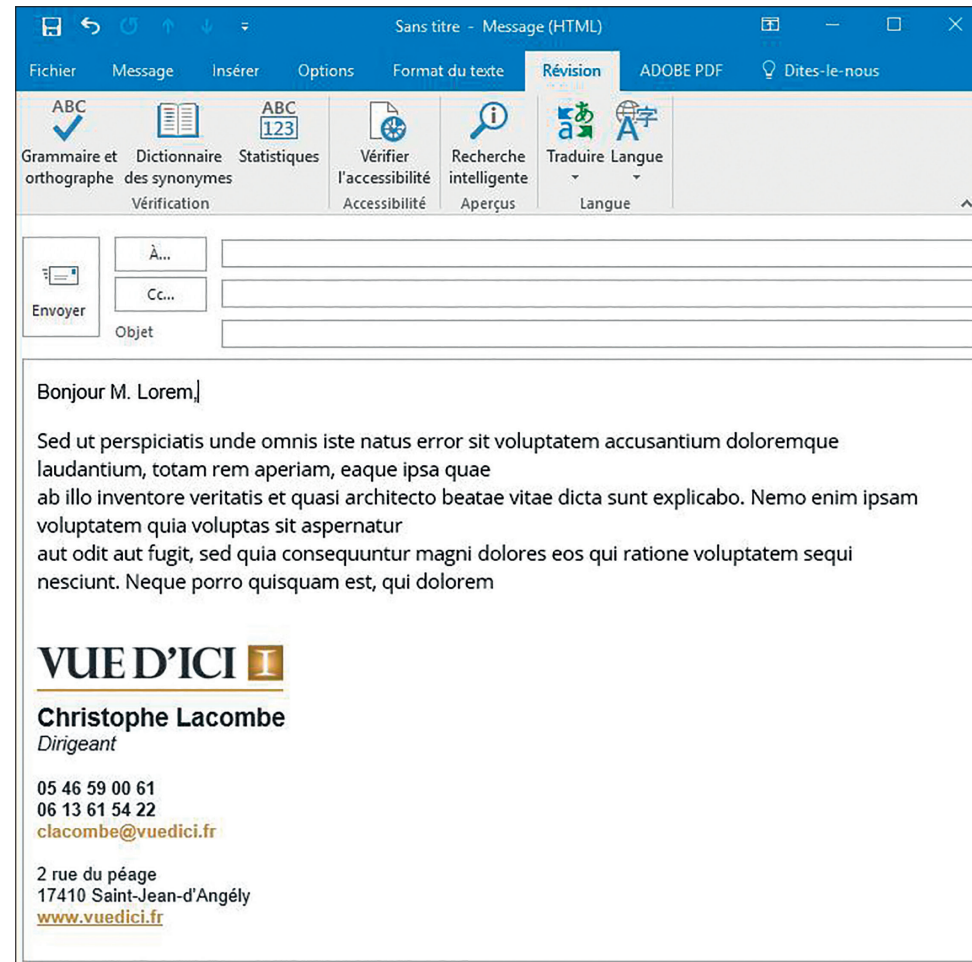 Sans titre - Message (HTML)
Fichier Message Insérer Options Format du texte Révision ADOBE PDF Dites-le-nous
ABC
ABC
123
あ
a
A字
Grammaire et orthographe
Dictionnaire des synonymes
Statistiques
Vérifier l'accessibilité
Recherche intelligente
Traduire
Langue
Vérification Accessibilité Aperçus Langue
Envoyer
À...
Cc...
Objet
Bonjour M. Lorem,
Sed ut perspiciatis unde omnis iste natus error sit voluptatem accusantium doloremque
laudantium, totam rem aperiam, eaque ipsa quae
ab illo inventore veritatis et quasi architecto beatae vitae dicta sunt explicabo. Nemo enim ipsam
voluptatem quia voluptas sit aspernatur
aut odit aut fugit, sed quia consequuntur magni dolores eos qui ratione voluptatem sequi
nesciunt. Neque porro quisquam est, qui dolorem
VUE D'ICI I
Christophe Lacombe
Dirigeant
05 46 59 00 61
06 13 61 54 22
clacombe@vuedici.fr
2 rue du péage
17410 Saint-Jean-d'Angély
www.vuedici.fr